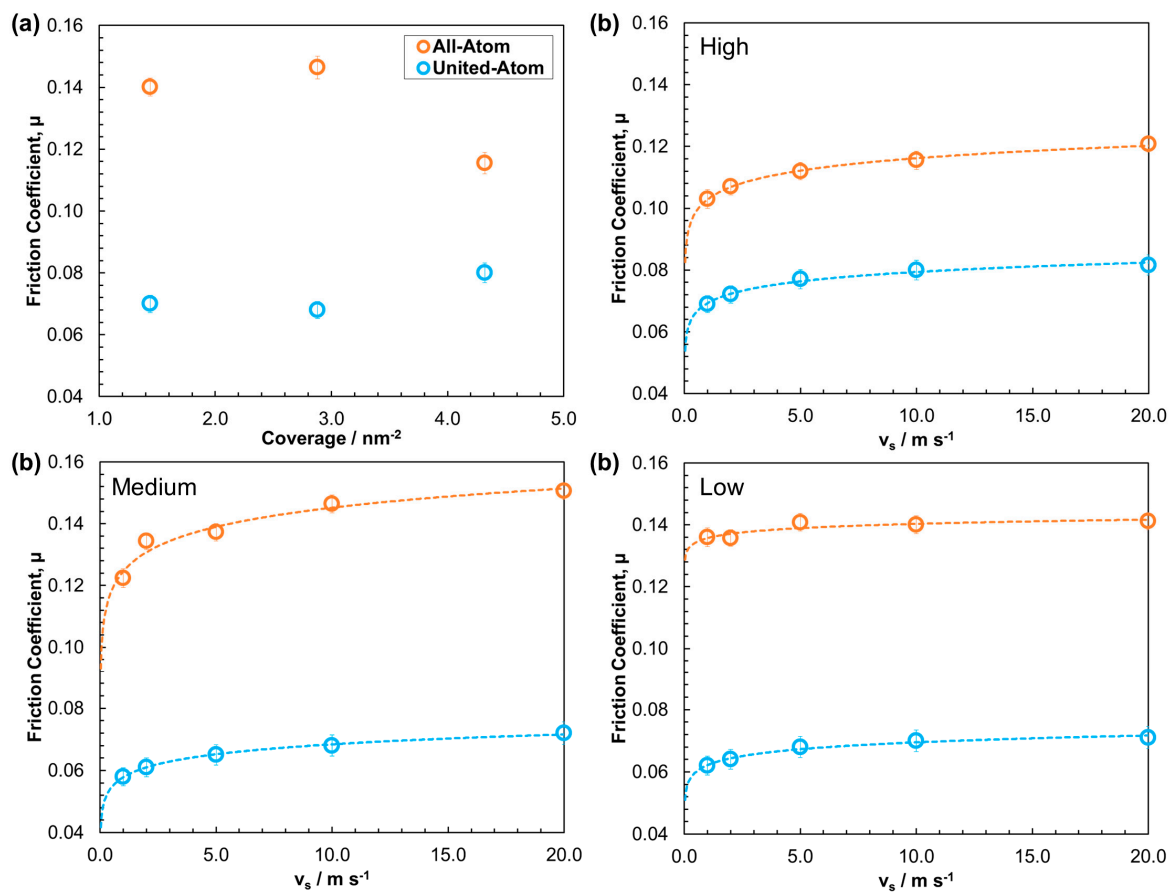 (a)
0.16
0.14
0.12
0.10
0.08
0.06
0.04
Friction Coefficient, μ
All-Atom
United-Atom
1.0 2.0 3.0 4.0 5.0
Coverage / nm⁻²
(b)
High
0.16
0.14
0.12
0.10
0.08
0.06
0.04
Friction Coefficient, μ
0.0 5.0 10.0 15.0 20.0
vₛ / m s⁻¹
(b)
Medium
0.16
0.14
0.12
0.10
0.08
0.06
0.04
Friction Coefficient, μ
0.0 5.0 10.0 15.0 20.0
vₛ / m s⁻¹
(b)
Low
0.16
0.14
0.12
0.10
0.08
0.06
0.04
Friction Coefficient, μ
0.0 5.0 10.0 15.0 20.0
vₛ / m s⁻¹